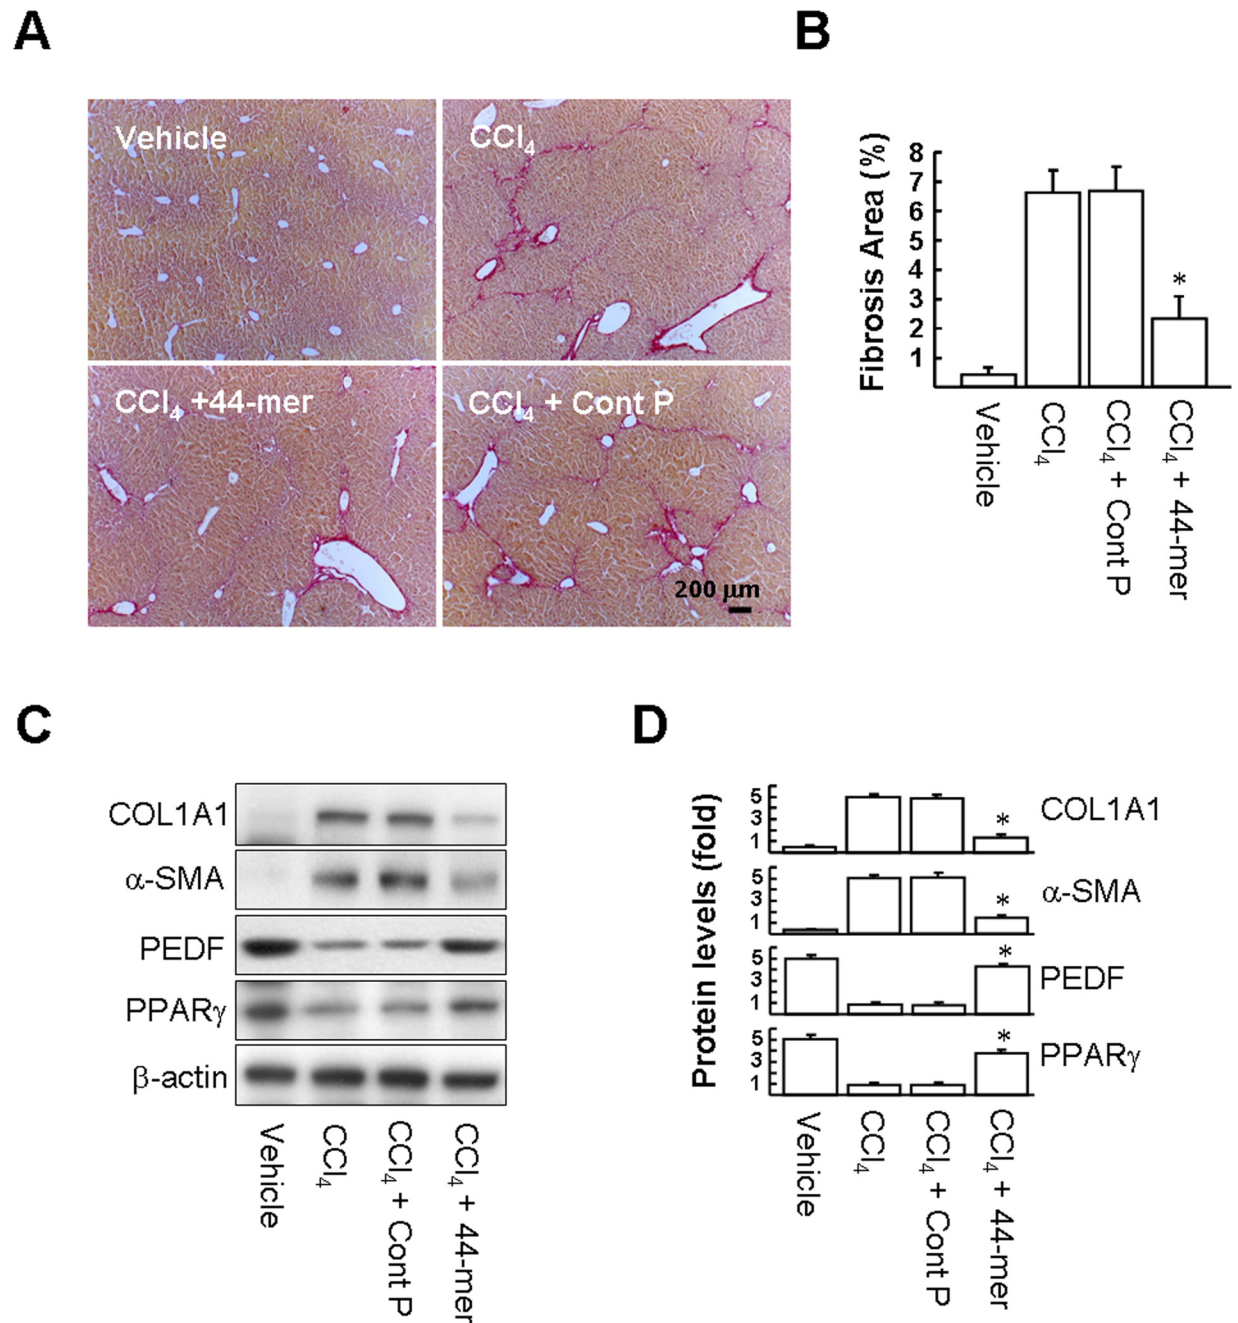 A
Vehicle
CCl₄
CCl₄ +44-mer
CCl₄ + Cont P
200 μm
B
Fibrosis Area (%)
8
7
6
5
4
3
2
1
*
Vehicle
CCl₄
CCl₄ + Cont P
CCl₄ + 44-mer
C
COL1A1
α-SMA
PEDF
PPARγ
β-actin
Vehicle
CCl₄
CCl₄ + Cont P
CCl₄ + 44-mer
D
Protein levels (fold)
5
3
1
*
COL1A1
5
3
1
*
α-SMA
5
3
1
*
PEDF
5
3
1
*
PPARγ
Vehicle
CCl₄
CCl₄ + Cont P
CCl₄ + 44-mer